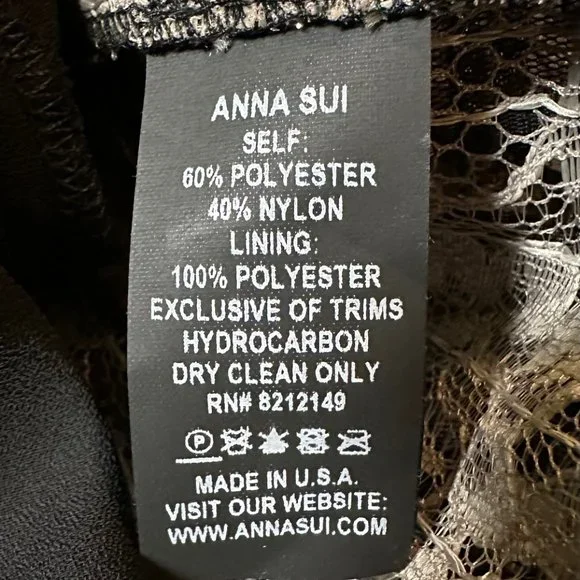 ANNA SUI
SELF:
60% POLYESTER
40% NYLON
LINING:
100% POLYESTER
EXCLUSIVE OF TRIMS
HYDROCARBON
DRY CLEAN ONLY
RN# 8212149
P
MADE IN U.S.A.
VISIT OUR WEBSITE:
WWW.ANNASUI.COM